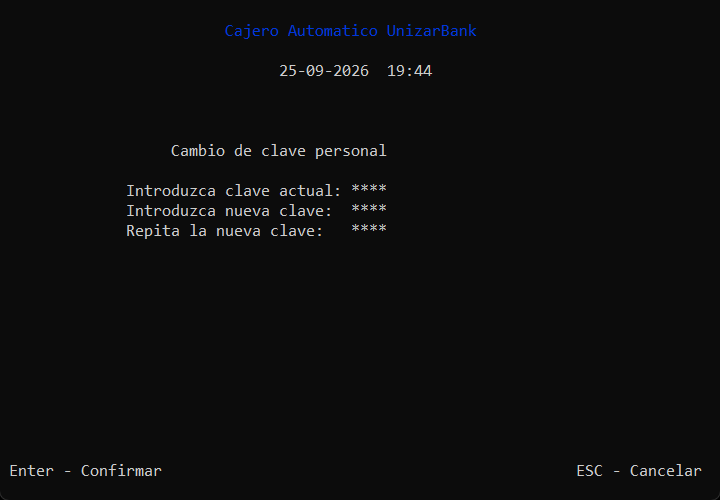 Cajero Automatico UnizarBank
25-09-2026 19:44
Cambio de clave personal
Introduzca clave actual: ****
Introduzca nueva clave: ****
Repita la nueva clave: ****
Enter - Confirmar ESC - Cancelar